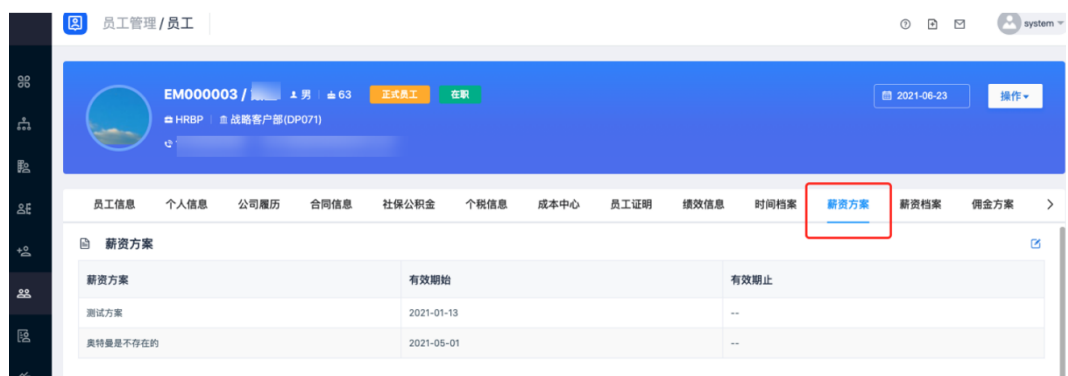 员工管理 / 员工
system
EM000003 / 男 63 正式员工 在职
2021-06-23 操作
HRBP 战略客户部(DP071)
员工信息 个人信息 公司履历 合同信息 社保公积金 个税信息 成本中心 员工证明 绩效信息 时间档案 薪资方案 薪资档案 佣金方案
薪资方案
薪资方案 有效期始 有效期止
测试方案 2021-01-13 --
奥特曼是不存在的 2021-05-01 --